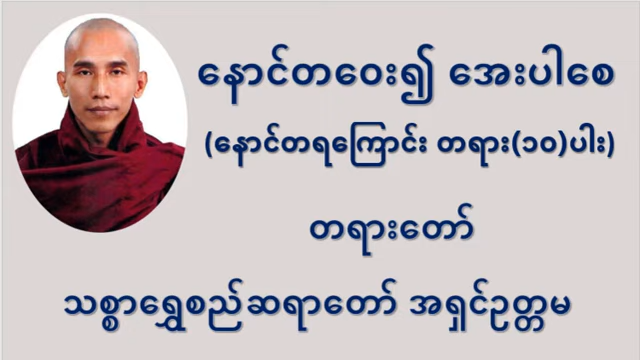 နောင်တဝေး၍ အေးပါစေ
(နောင်တရကြောင်း တရား(၁၀)ပါး)
တရားတော်
သစ္စာရွှေစည်ဆရာတော် အရှင်ဥတ္တမ